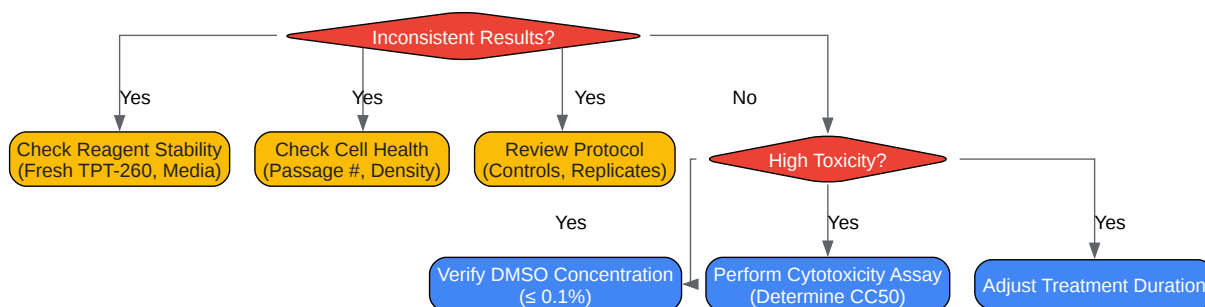 Inconsistent Results?
Yes
Yes
Yes
No
Check Reagent Stability
(Fresh TPT-260, Media)
Check Cell Health
(Passage #, Density)
Review Protocol
(Controls, Replicates)
High Toxicity?
Yes
Yes
Yes
Verify DMSO Concentration
(≤ 0.1%)
Perform Cytotoxicity Assay
(Determine CC50)
Adjust Treatment Duration